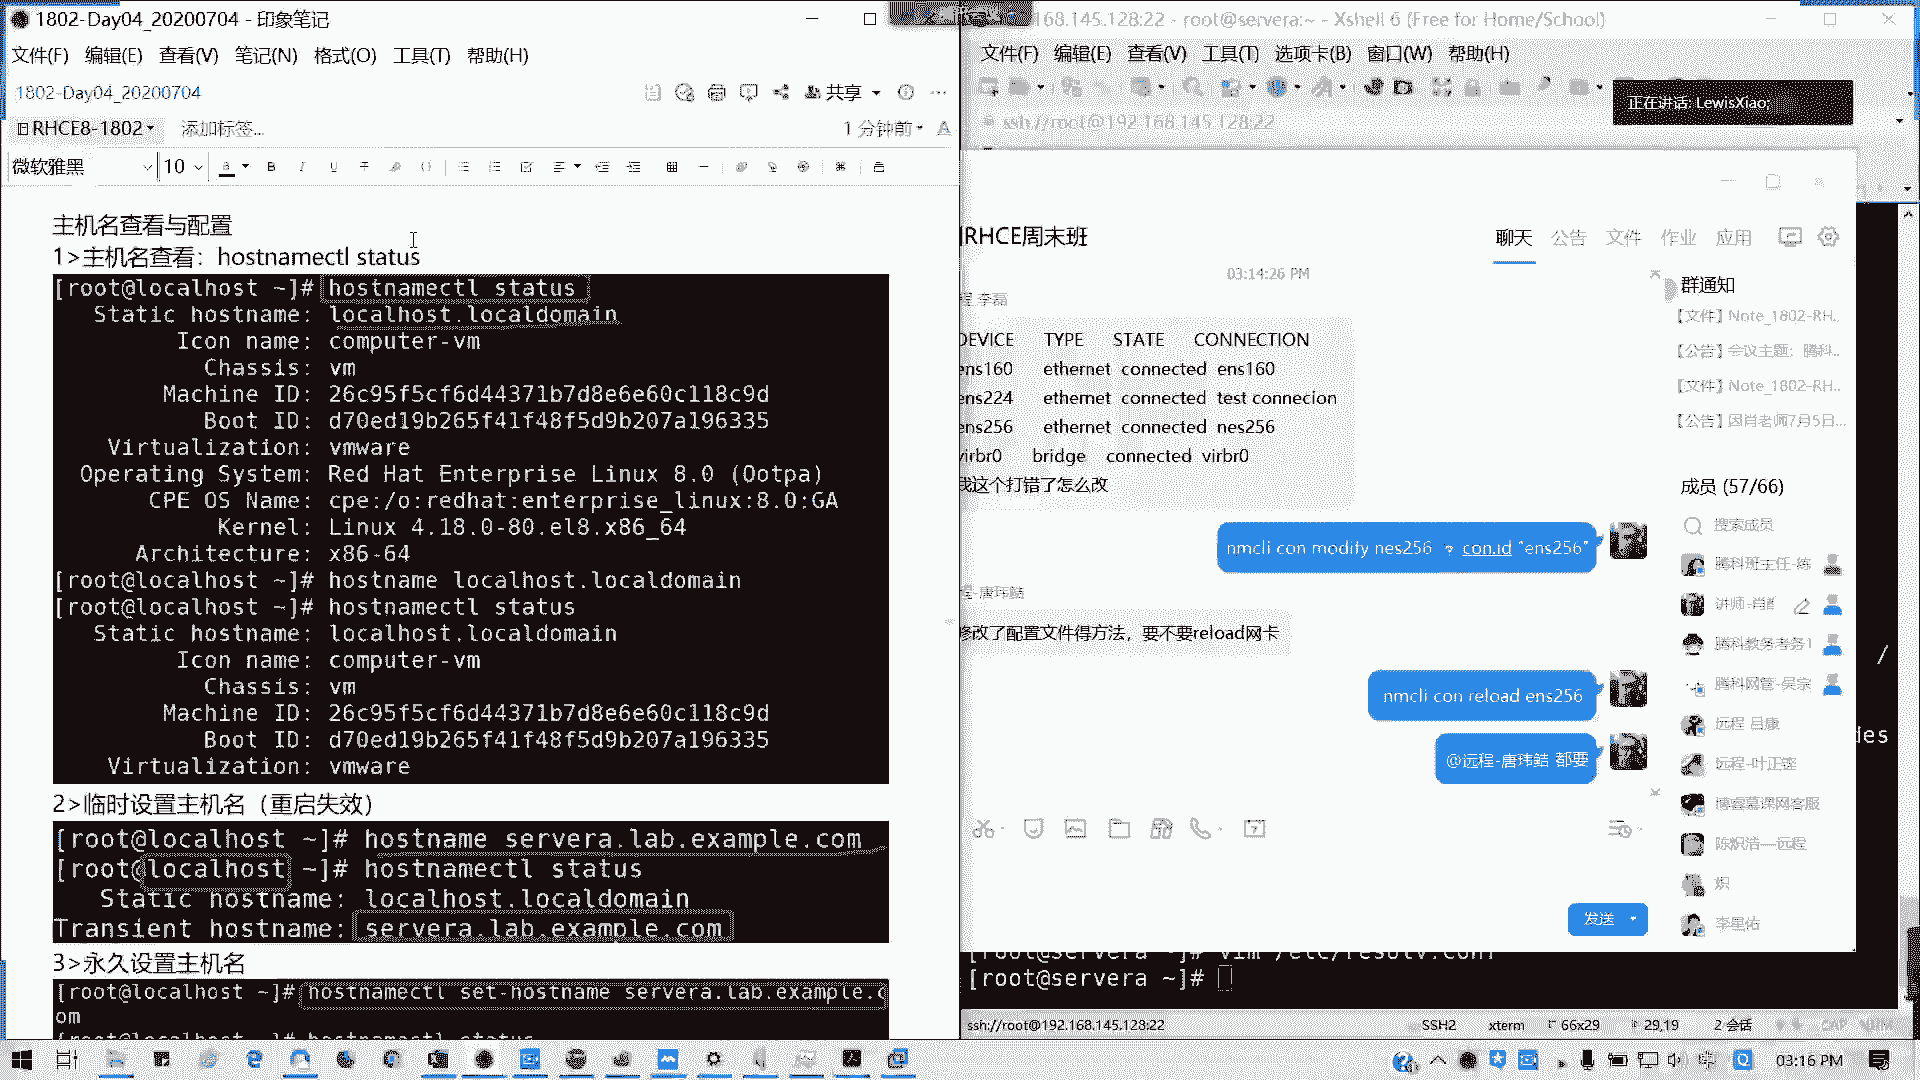 1802-Day04_20200704 - 印象笔记
文件(F) 编辑(E) 查看(V) 笔记(N) 格式(O) 工具(T) 帮助(H)
1802-Day04_20200704
共享
RHCE8-1802 添加标签...
1 分钟前
微软雅黑 10
主机名查看与配置
1>主机名查看：hostnamectl status
[root@localhost ~]# hostnamectl status
Static hostname: localhost.localdomain
Icon name: computer-vm
Chassis: vm
Machine ID: 26c95f5cf6d44371b7d8e6e60c118c9d
Boot ID: d70ed19b265f41f48f5d9b207a196335
Virtualization: vmware
Operating System: Red Hat Enterprise Linux 8.0 (Ootpa)
CPE OS Name: cpe:/o:redhat:enterprise_linux:8.0:GA
Kernel: Linux 4.18.0-80.el8.x86_64
Architecture: x86-64
[root@localhost ~]# hostname localhost.localdomain
[root@localhost ~]# hostnamectl status
Static hostname: localhost.localdomain
Icon name: computer-vm
Chassis: vm
Machine ID: 26c95f5cf6d44371b7d8e6e60c118c9d
Boot ID: d70ed19b265f41f48f5d9b207a196335
Virtualization: vmware
2>临时设置主机名（重启失效）
[root@localhost ~]# hostname servera.lab.example.com
[root@localhost ~]# hostnamectl status
Static hostname: localhost.localdomain
Transient hostname: servera.lab.example.com
3>永久设置主机名
[root@localhost ~]# hostnamectl set-hostname servera.lab.example.c
om
[root@localhost ~]# hostnamectl status
68.145.128:22 - root@servera:~ - Xshell 6 (Free for Home/School)
文件(F) 编辑(E) 查看(V) 工具(T) 选项卡(B) 窗口(W) 帮助(H)
正在讲话: LewisXiao;
ssh://root@192.168.145.128:22
RHCE周末班
聊天 公告 文件 作业 应用
03:14:26 PM
程 李磊
DEVICE TYPE STATE CONNECTION
ens160 ethernet connected ens160
ens224 ethernet connected test connecion
ens256 ethernet connected nes256
virbr0 bridge connected virbr0
我这个打错了怎么改
nmcli con modify nes256 con.id "ens256"
程-唐玮鲒
修改了配置文件得方法，要不要reload网卡
nmcli con reload ens256
@远程-唐玮鲒 都要
发送
群通知
【文件】Note_1802-RH...
【公告】会议主题：腾科...
【文件】Note_1802-RH...
【公告】因肖老师7月5日...
成员 (57/66)
搜索成员
腾科班主任-练
讲师-肖
腾科教务考务1
腾科网管-吴宗
远程 吕康
远程-叶正
博睿慕课网客服
陈炽浩—远程
炽
李星佑
/
des
[root@servera ~]# vim /etc/resolv.conf
[root@servera ~]#
ssh://root@192.168.145.128:22 SSH2 xterm 66x29 29,19 2 会话 CAP NUM
03:16 PM